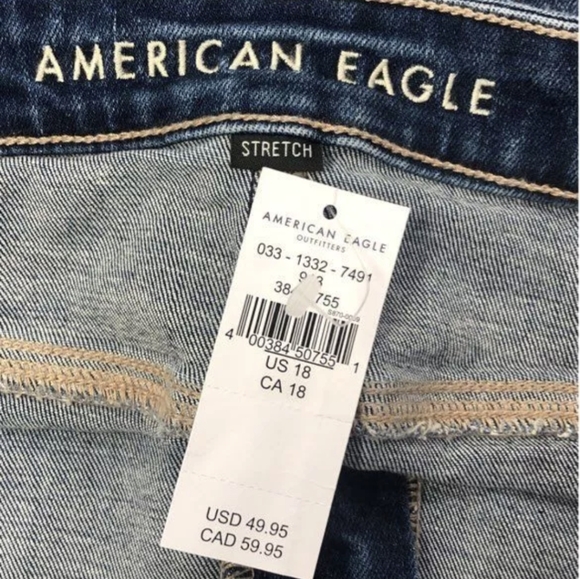 AMERICAN EAGLE
STRETCH
AMERICAN EAGLE
OUTFITTERS
033 - 1332 - 7491
4 00384 50755 1
US 18
CA 18
USD 49.95
CAD 59.95